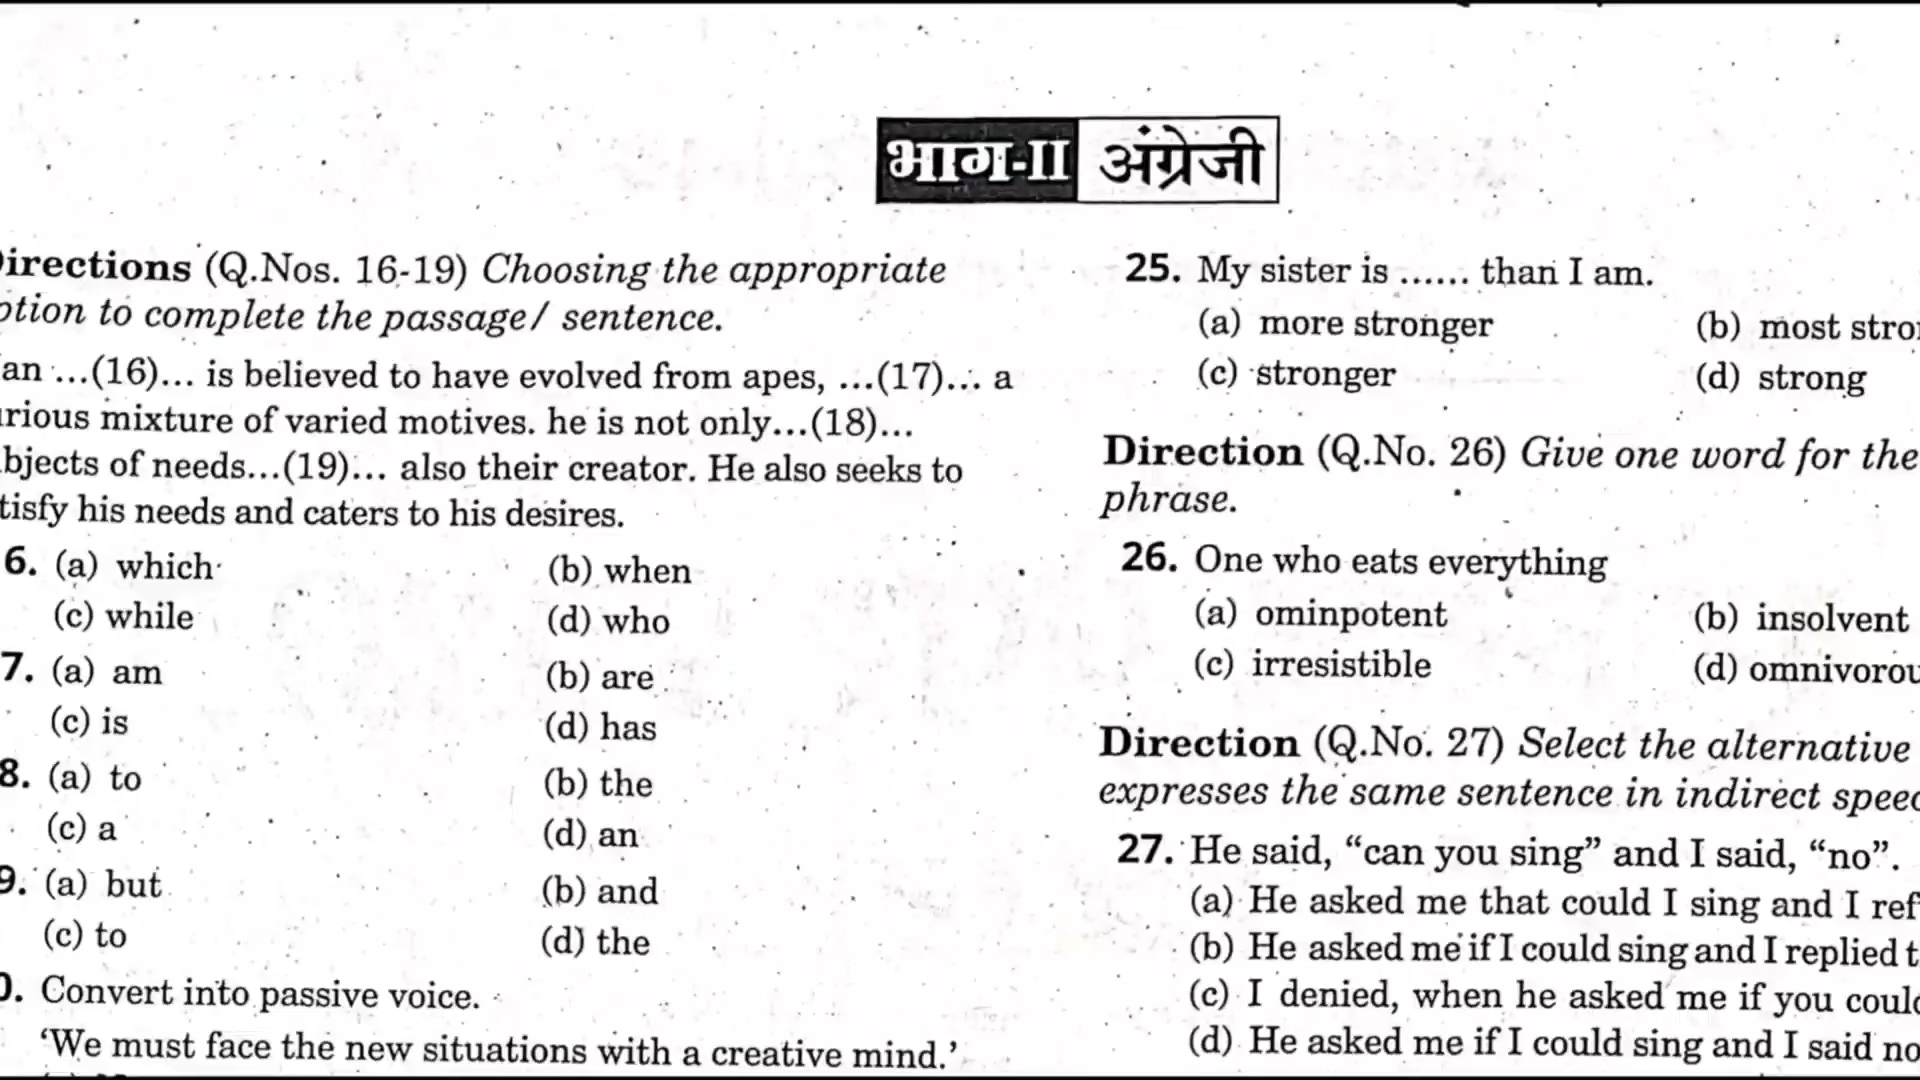 भाग-II अंग्रेजी
irections (Q.Nos. 16-19) Choosing the appropriate
ption to complete the passage/ sentence.
an ...(16)... is believed to have evolved from apes, ...(17)... a
rious mixture of varied motives. he is not only...(18)...
bjects of needs...(19)... also their creator. He also seeks to
tisfy his needs and caters to his desires.
6. (a) which (b) when
(c) while (d) who
7. (a) am (b) are
(c) is (d) has
8. (a) to (b) the
(c) a (d) an
9. (a) but (b) and
(c) to (d) the
0. Convert into passive voice.
‘We must face the new situations with a creative mind.’
25. My sister is ...... than I am.
(a) more stronger (b) most stro
(c) stronger (d) strong
Direction (Q.No. 26) Give one word for the
phrase.
26. One who eats everything
(a) ominpotent (b) insolvent
(c) irresistible (d) omnivorou
Direction (Q.No. 27) Select the alternative
expresses the same sentence in indirect speec
27. He said, “can you sing” and I said, “no”.
(a) He asked me that could I sing and I ref
(b) He asked me if I could sing and I replied t
(c) I denied, when he asked me if you coul
(d) He asked me if I could sing and I said no